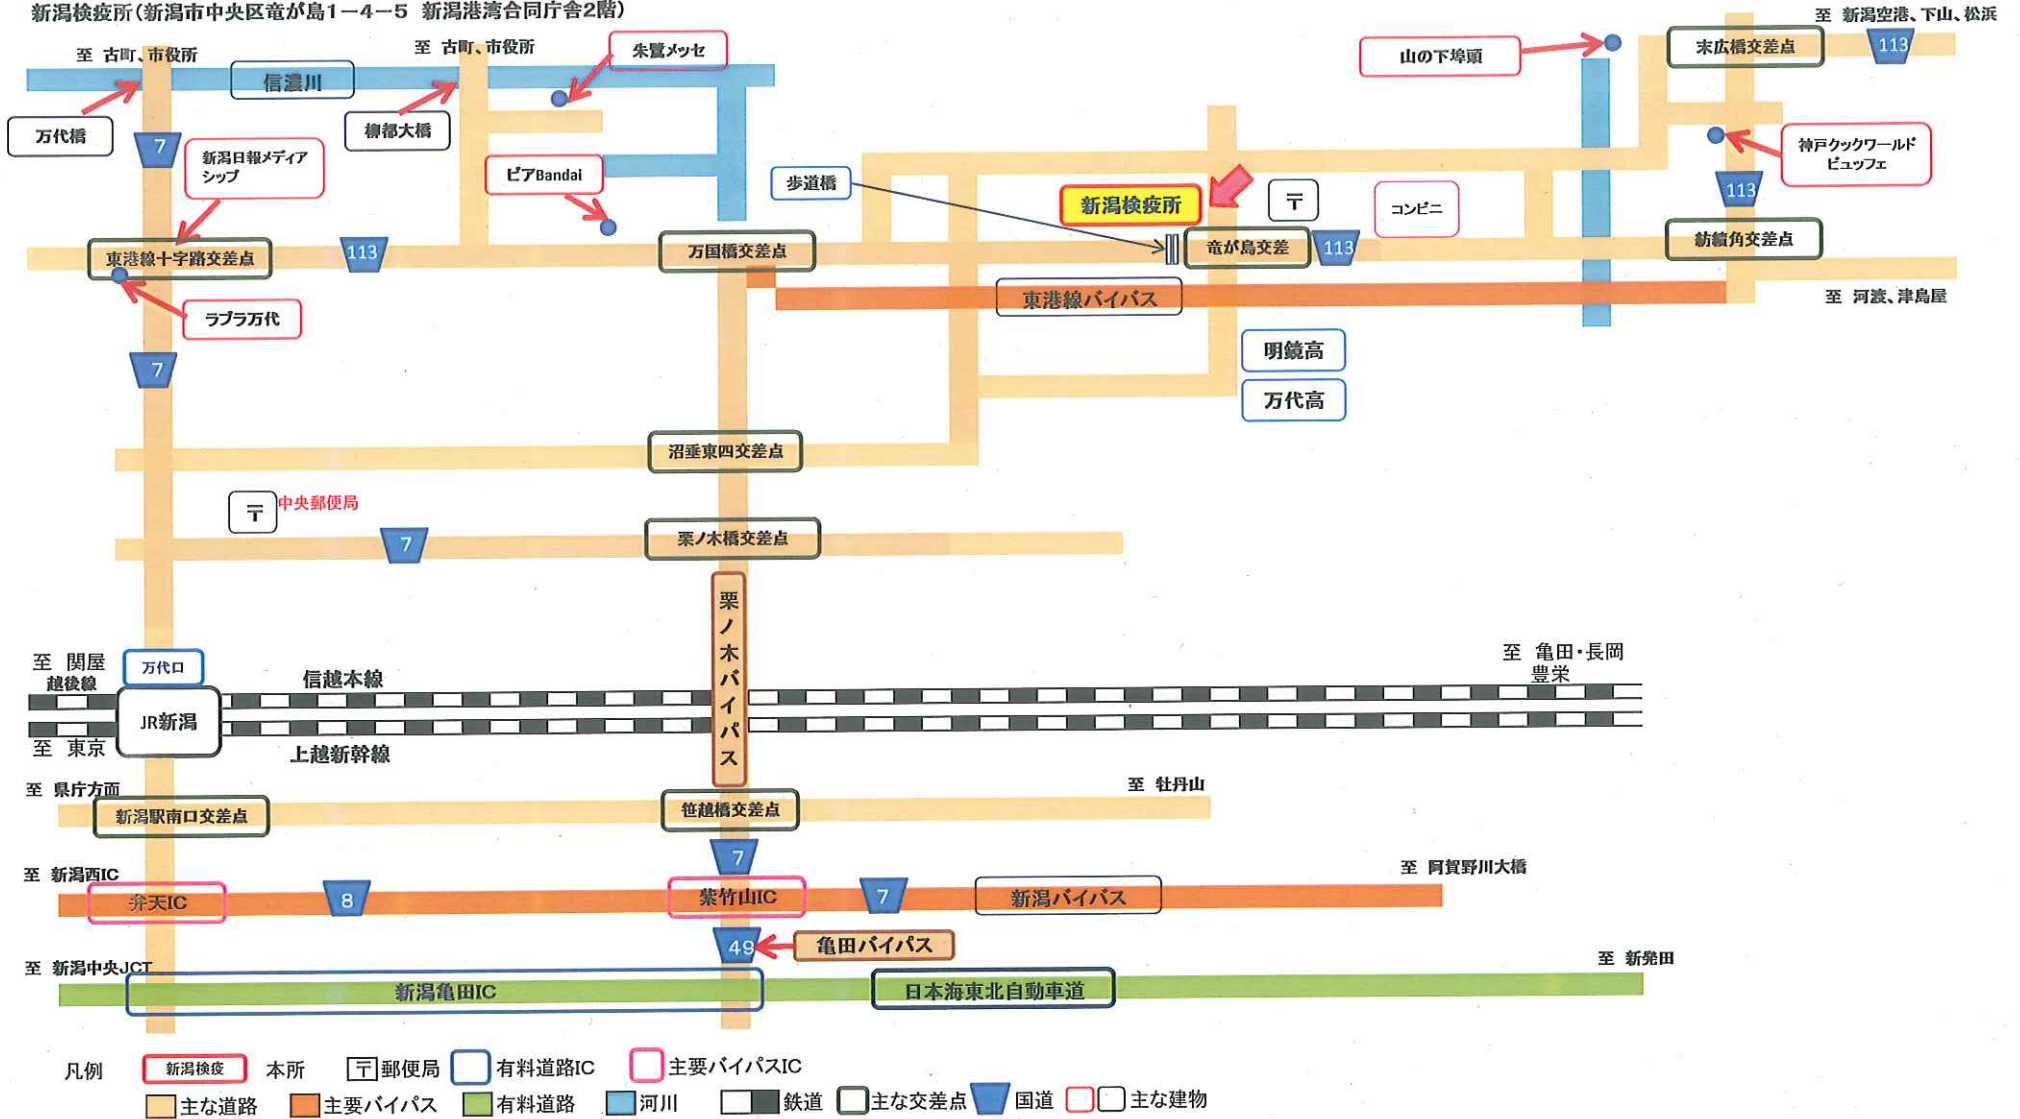 新潟検疫所(新潟市中央区竜が島1-4-5 新潟港湾合同庁舎2階)
至 新潟空港、下山、松浜
至 古町、市役所
至 古町、市役所
朱鷺メッセ
山の下埠頭
末広橋交差点
113
信濃川
万代橋
柳都大橋
7
新潟日報メディア
シップ
ピアBandai
歩道橋
新潟検疫所
〒
コンビニ
神戸クックワールド
ビュッフェ
113
東港線十字路交差点
113
万国橋交差点
竜が島交差
113
紡績角交差点
ラブラ万代
東港線バイパス
至 河渡、津島屋
7
明鏡高
万代高
沼垂東四交差点
〒
中央郵便局
7
栗ノ木橋交差点
栗ノ木バイパス
至 関屋
越後線
万代口
信越本線
至 亀田・長岡
豊栄
JR新潟
至 東京
上越新幹線
至 県庁方面
至 牡丹山
新潟駅南口交差点
笹越橋交差点
7
至 新潟西IC
至 阿賀野川大橋
弁天IC
8
紫竹山IC
7
新潟バイパス
49
亀田バイパス
至 新潟中央JCT
至 新発田
新潟亀田IC
日本海東北自動車道
凡例
新潟検疫
本所
〒郵便局
有料道路IC
主要バイパスIC
主な道路
主要バイパス
有料道路
河川
鉄道
主な交差点
国道
主な建物